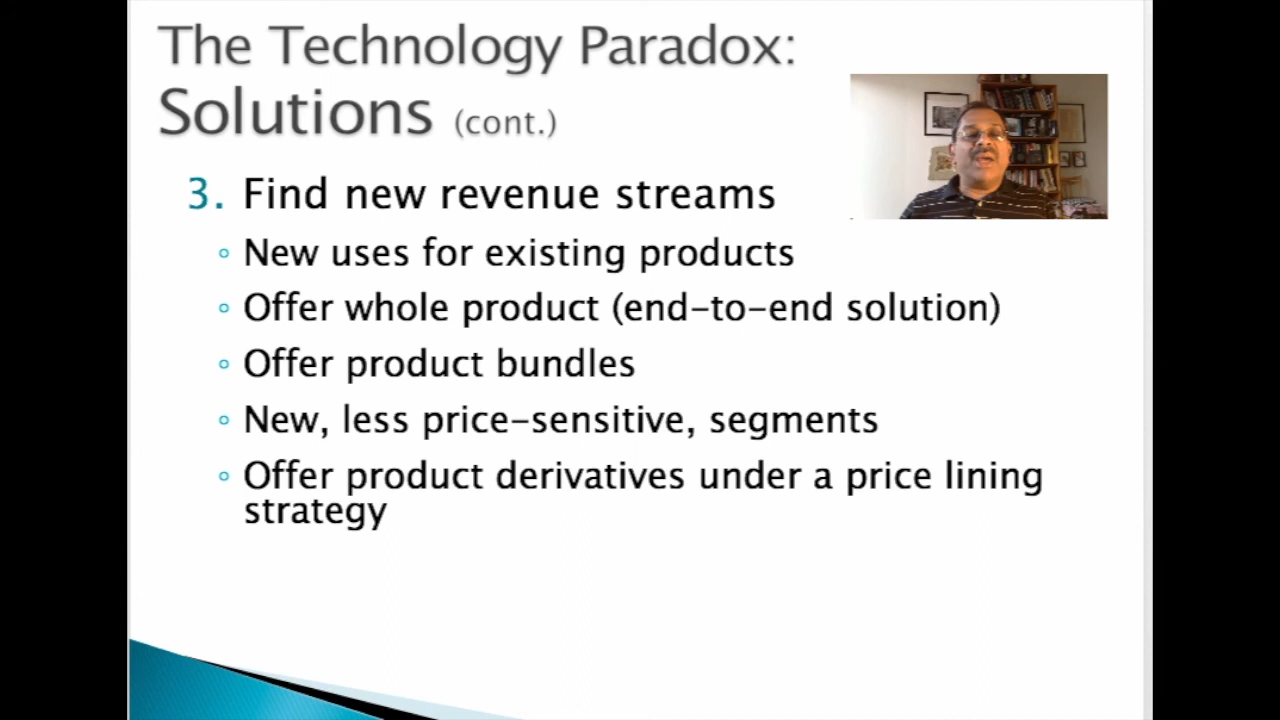 The Technology Paradox:
Solutions (cont.)
3. Find new revenue streams
◦ New uses for existing products
◦ Offer whole product (end-to-end solution)
◦ Offer product bundles
◦ New, less price-sensitive, segments
◦ Offer product derivatives under a price lining
strategy